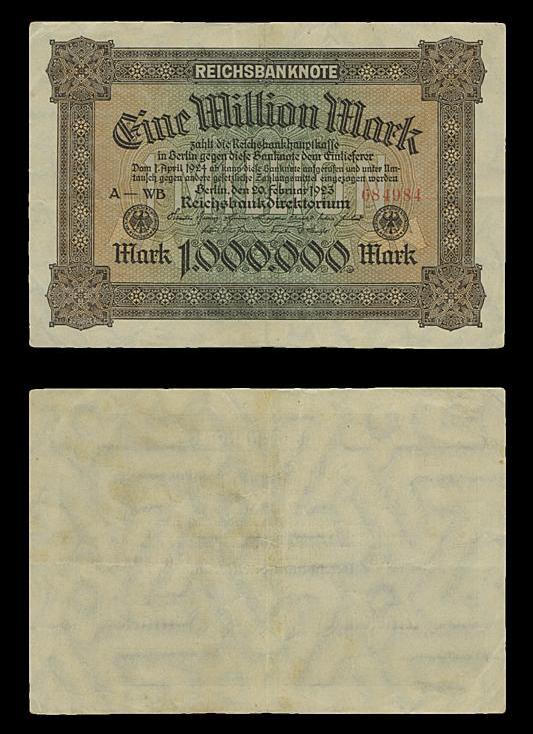 REICHSBANKNOTE
Eine Million Mark
zahlt die Reichsbankhauptkasse
in Berlin gegen diese Banknote dem Einlieferer
Vom 1. April 1924 ab kann diese Banknote aufgerufen und unter Um-
tausch gegen andere gesetzliche Zahlungsmittel eingezogen werden
Berlin, den 20. Februar 1923
A — WB 684984
Reichsbankdirektorium
Mark 1.000.000. Mark